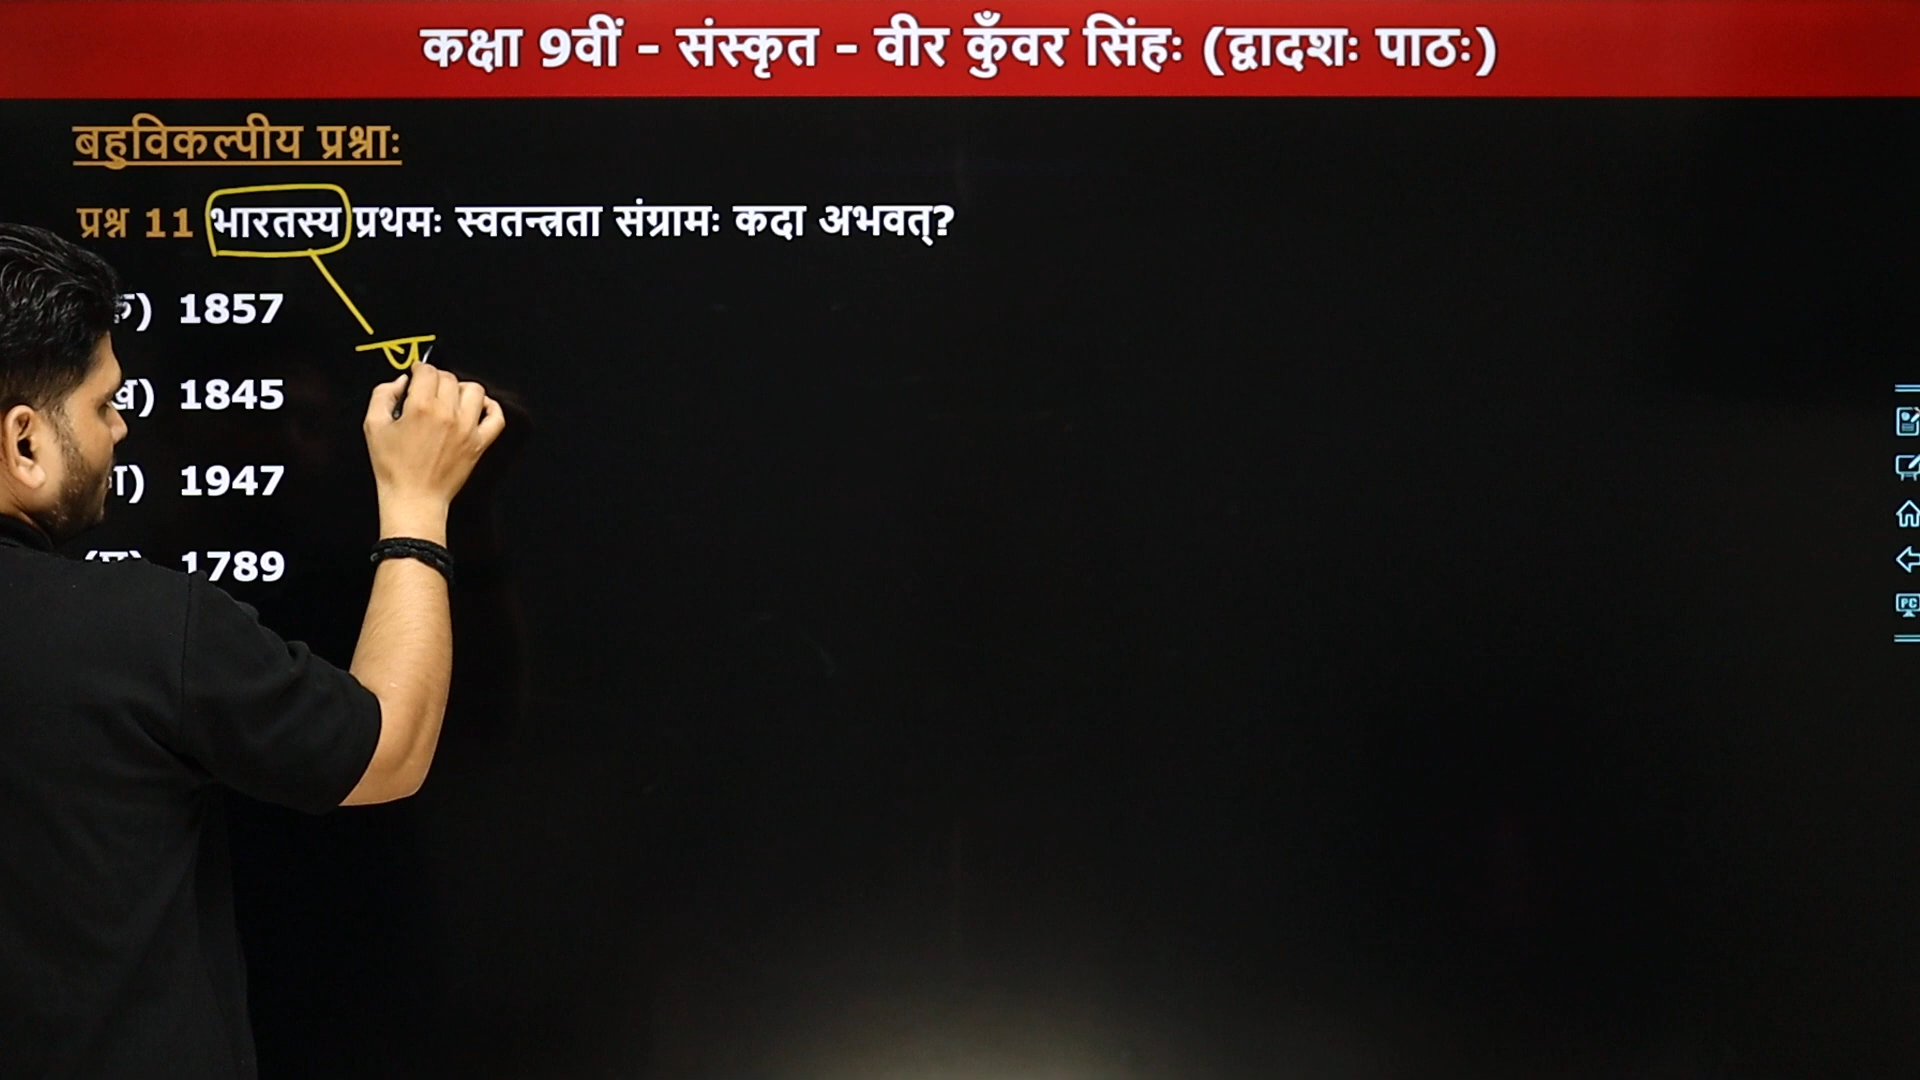 कक्षा 9वीं - संस्कृत - वीर कुँवर सिंहः (द्वादशः पाठः)
बहुविकल्पीय प्रश्नाः
प्रश्न 11 भारतस्य प्रथमः स्वतन्त्रता संग्रामः कदा अभवत्?
1857
ख) 1845
1947
1789
PC